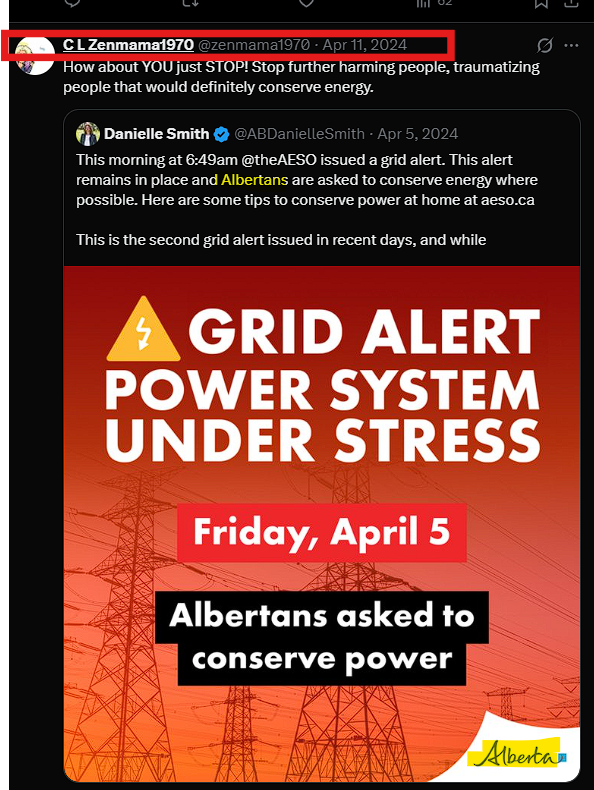 62
C L Zenmama1970 @zenmama1970 · Apr 11, 2024
How about YOU just STOP! Stop further harming people, traumatizing
people that would definitely conserve energy.
Danielle Smith @ABDanielleSmith · Apr 5, 2024
This morning at 6:49am @theAESO issued a grid alert. This alert
remains in place and Albertans are asked to conserve energy where
possible. Here are some tips to conserve power at home at aeso.ca
This is the second grid alert issued in recent days, and while
GRID ALERT
POWER SYSTEM
UNDER STRESS
Friday, April 5
Albertans asked to
conserve power
Alberta